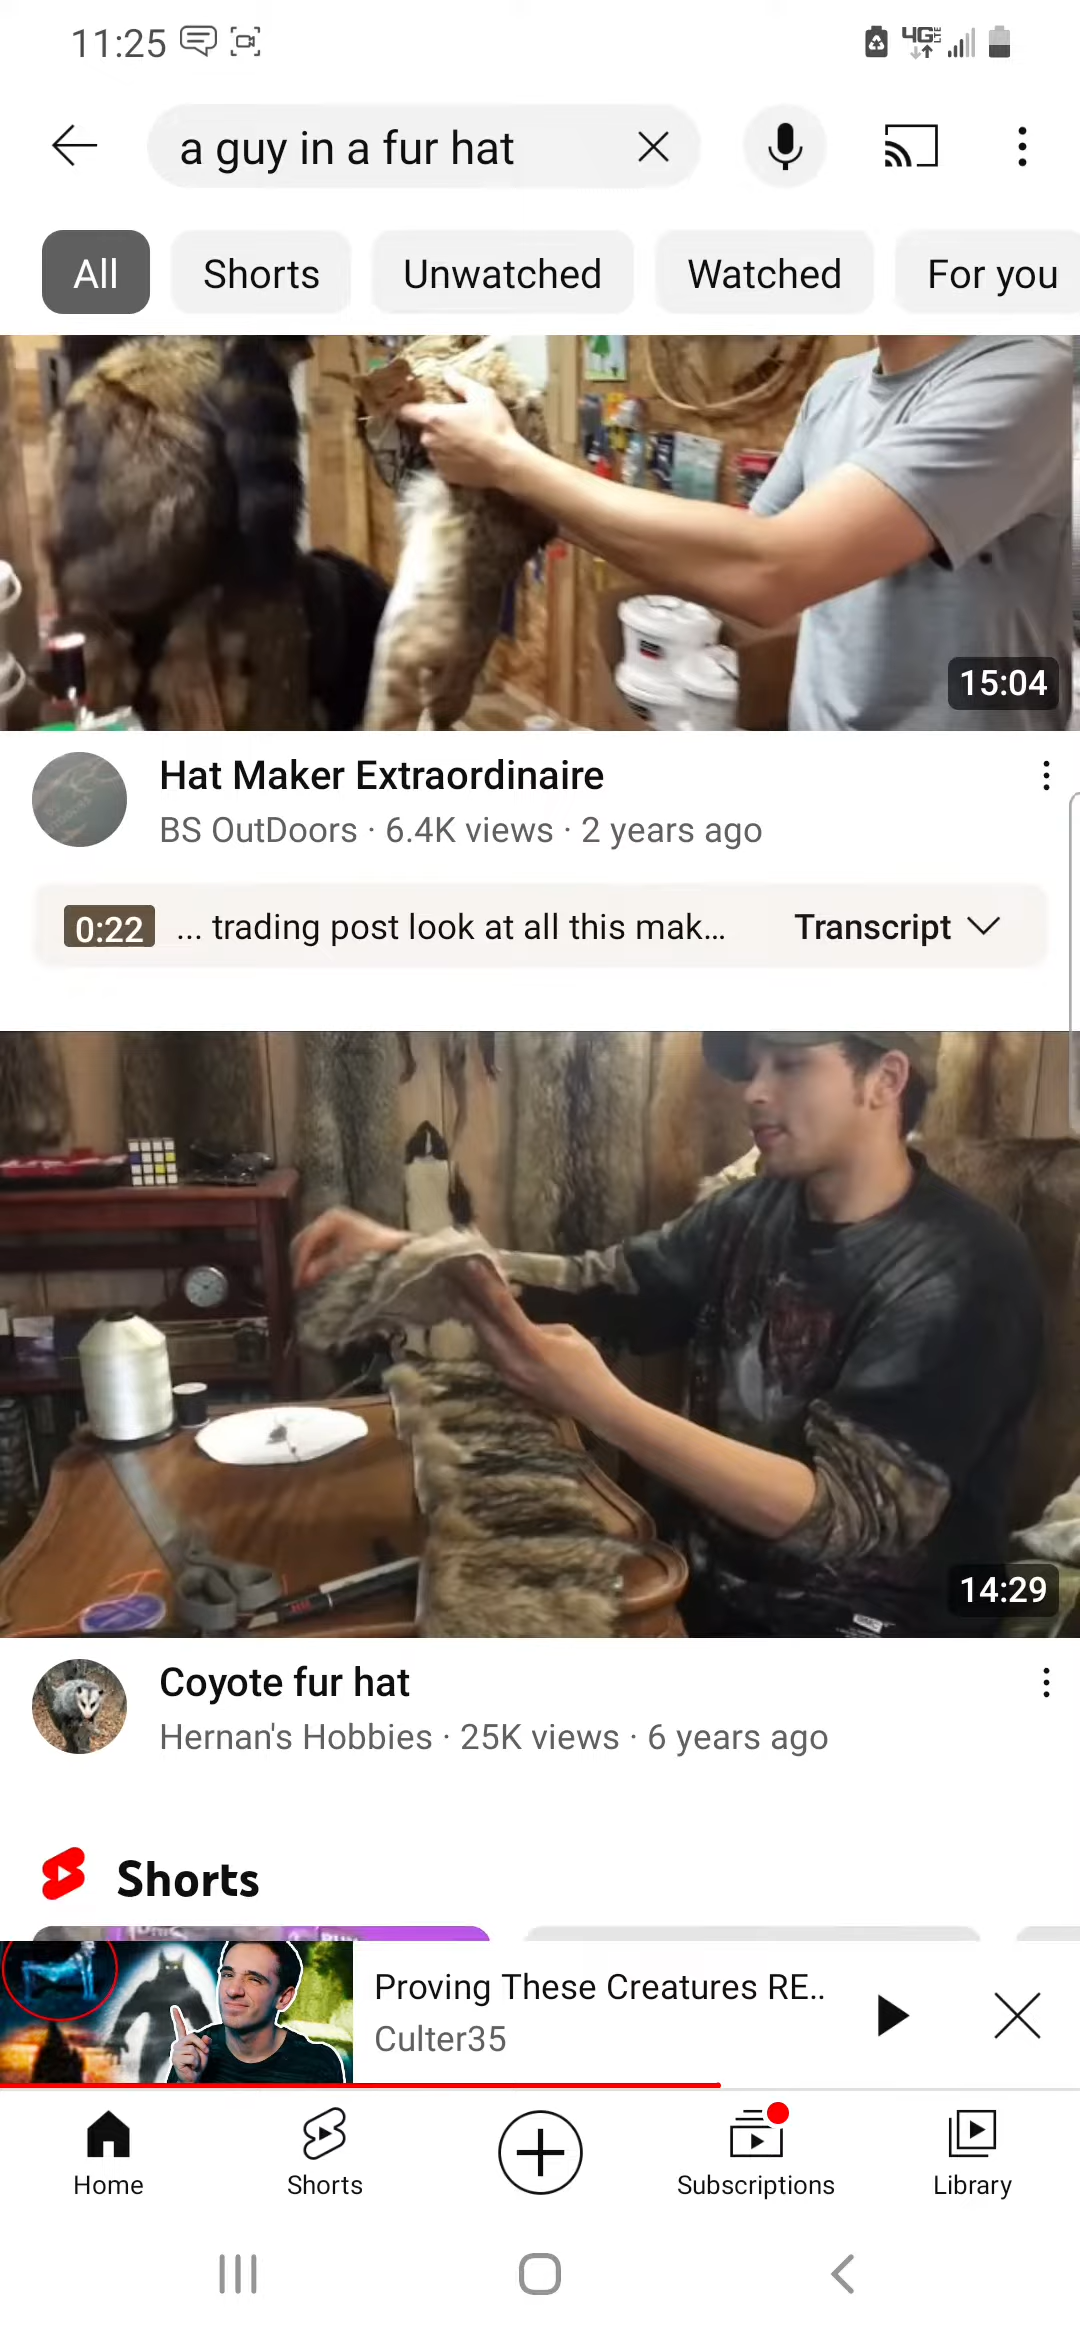 11:25
4G LTE
a guy in a fur hat
All
Shorts
Unwatched
Watched
For you
15:04
Hat Maker Extraordinaire
BS OutDoors · 6.4K views · 2 years ago
0:22 ... trading post look at all this mak... Transcript
14:29
Coyote fur hat
Hernan's Hobbies · 25K views · 6 years ago
Shorts
Proving These Creatures RE..
Culter35
Home
Shorts
Subscriptions
Library